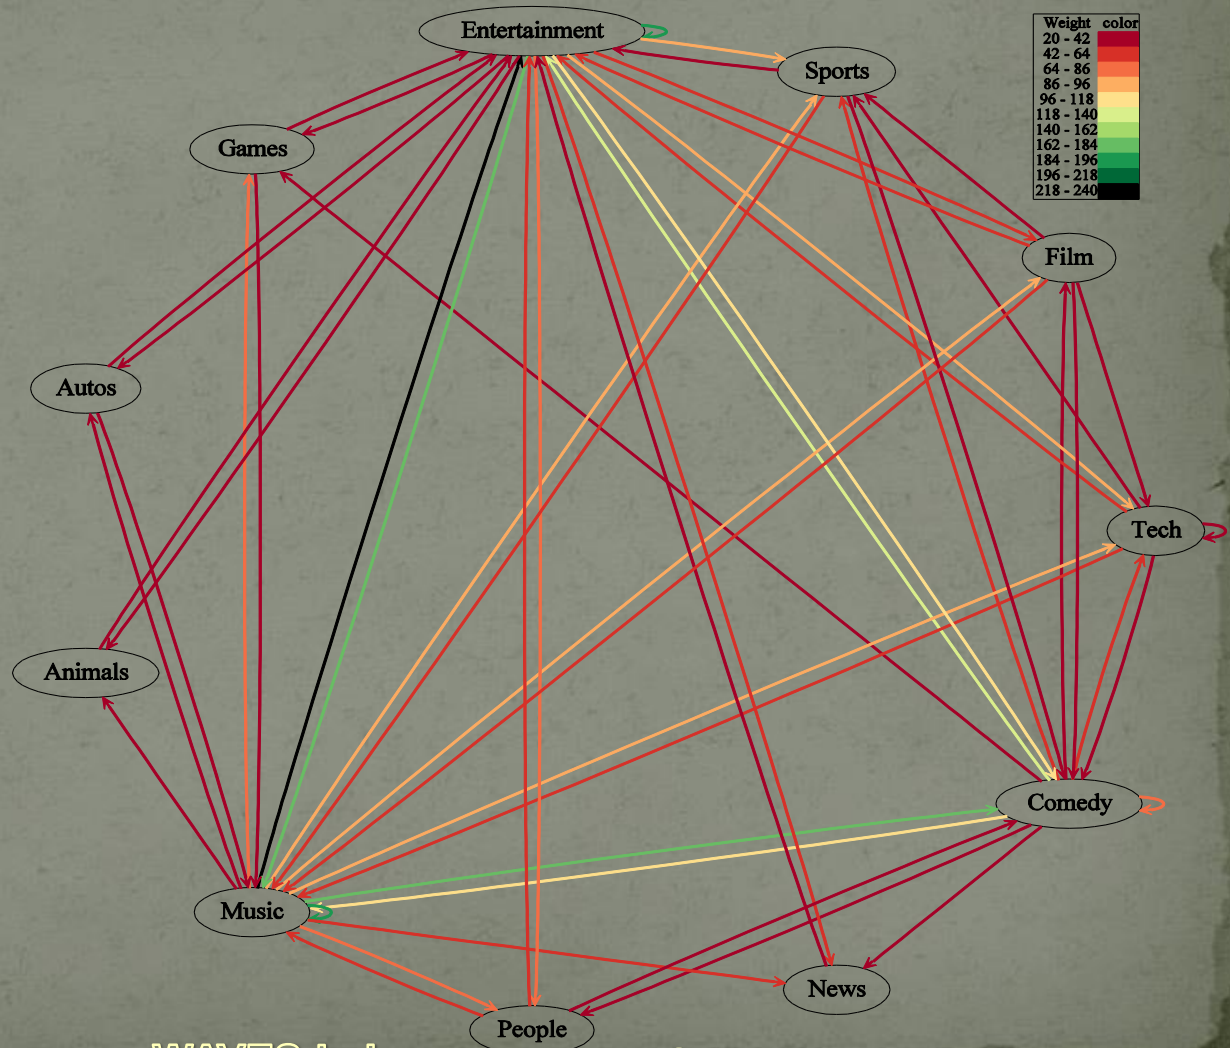 Entertainment
Sports
Games
Film
Autos
Tech
Animals
Comedy
Music
News
People
Weight color
20 - 42
42 - 64
64 - 86
86 - 96
96 - 118
118 - 140
140 - 162
162 - 184
184 - 196
196 - 218
218 - 240